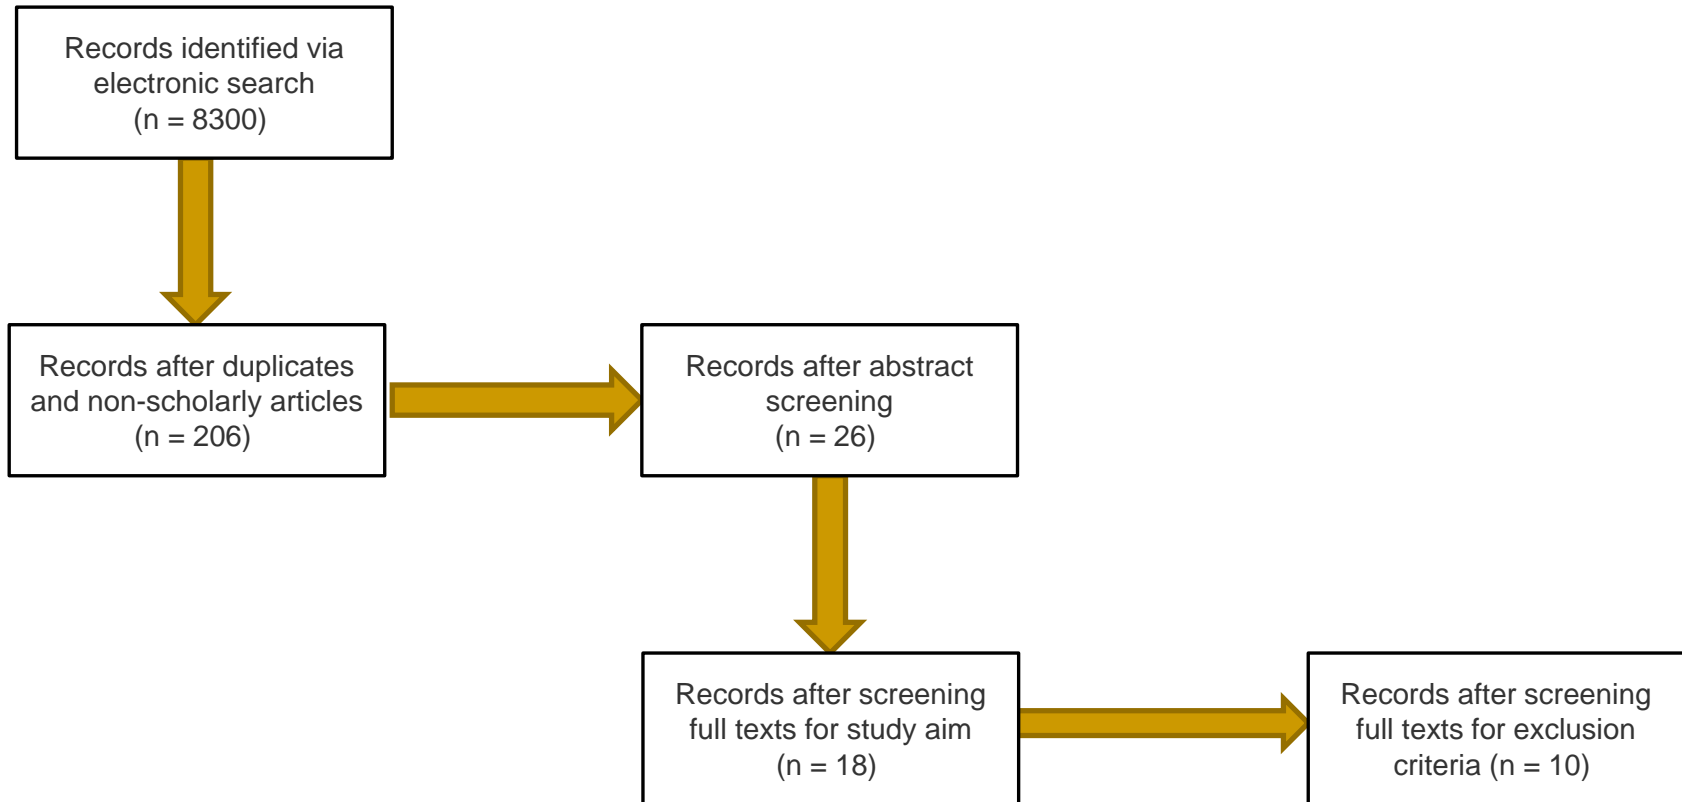 Records identified via
electronic search
(n = 8300)
Records after duplicates
and non-scholarly articles
(n = 206)
Records after abstract
screening
(n = 26)
Records after screening
full texts for study aim
(n = 18)
Records after screening
full texts for exclusion
criteria (n = 10)